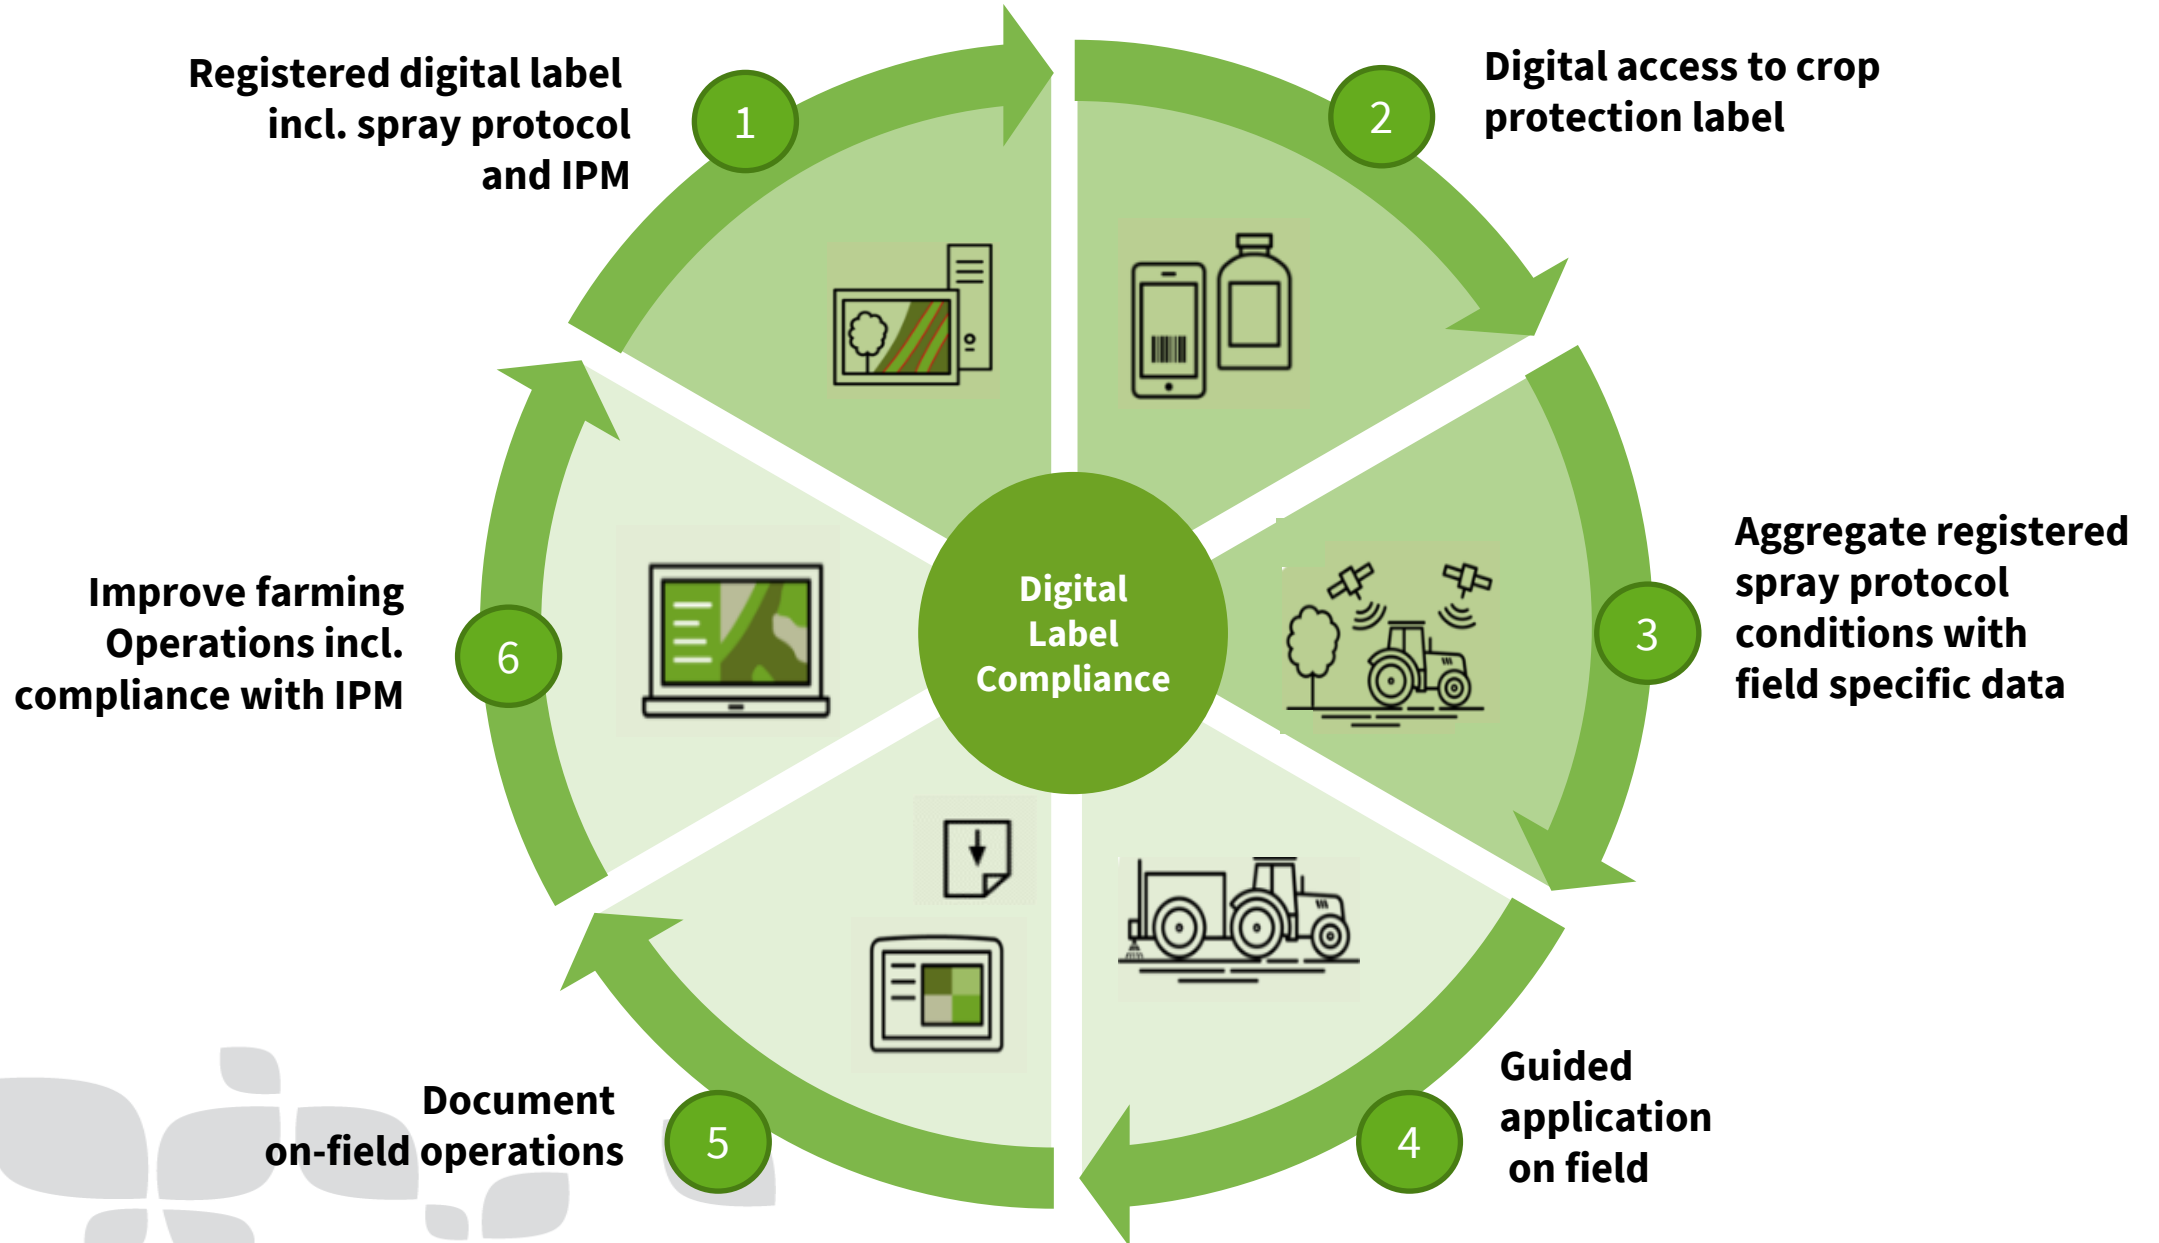 Registered digital label
incl. spray protocol
and IPM
1
2
Digital access to crop
protection label
Aggregate registered
spray protocol
conditions with
field specific data
3
Digital
Label
Compliance
Improve farming
Operations incl.
compliance with IPM
6
Guided
application
on field
4
Document
on-field operations
5